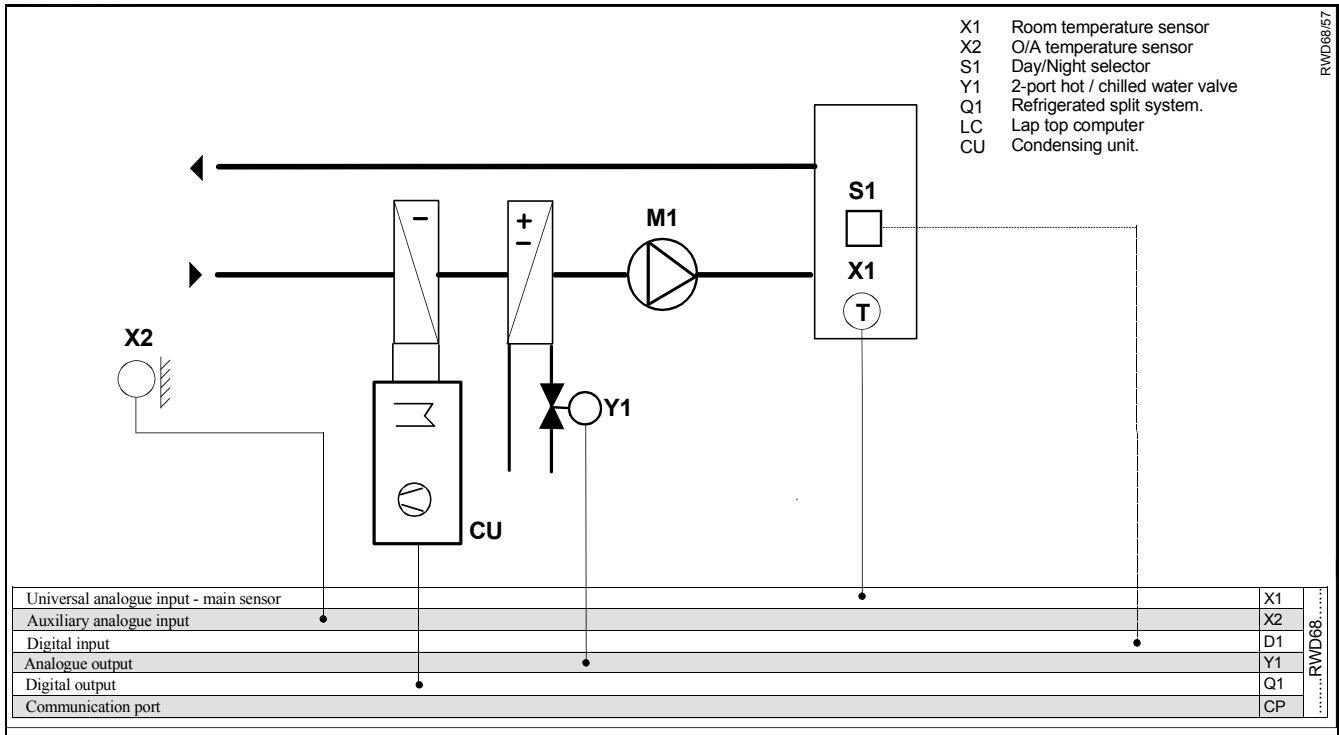 X1 Room temperature sensor
X2 O/A temperature sensor
S1 Day/Night selector
Y1 2-port hot / chilled water valve
Q1 Refrigerated split system.
LC Lap top computer
CU Condensing unit.
RWD68/57
S1
M1
X1
T
X2
Y1
CU
Universal analogue input - main sensor X1
Auxiliary analogue input X2
Digital input D1
Analogue output Y1
Digital output Q1
Communication port CP
.......RWD68......